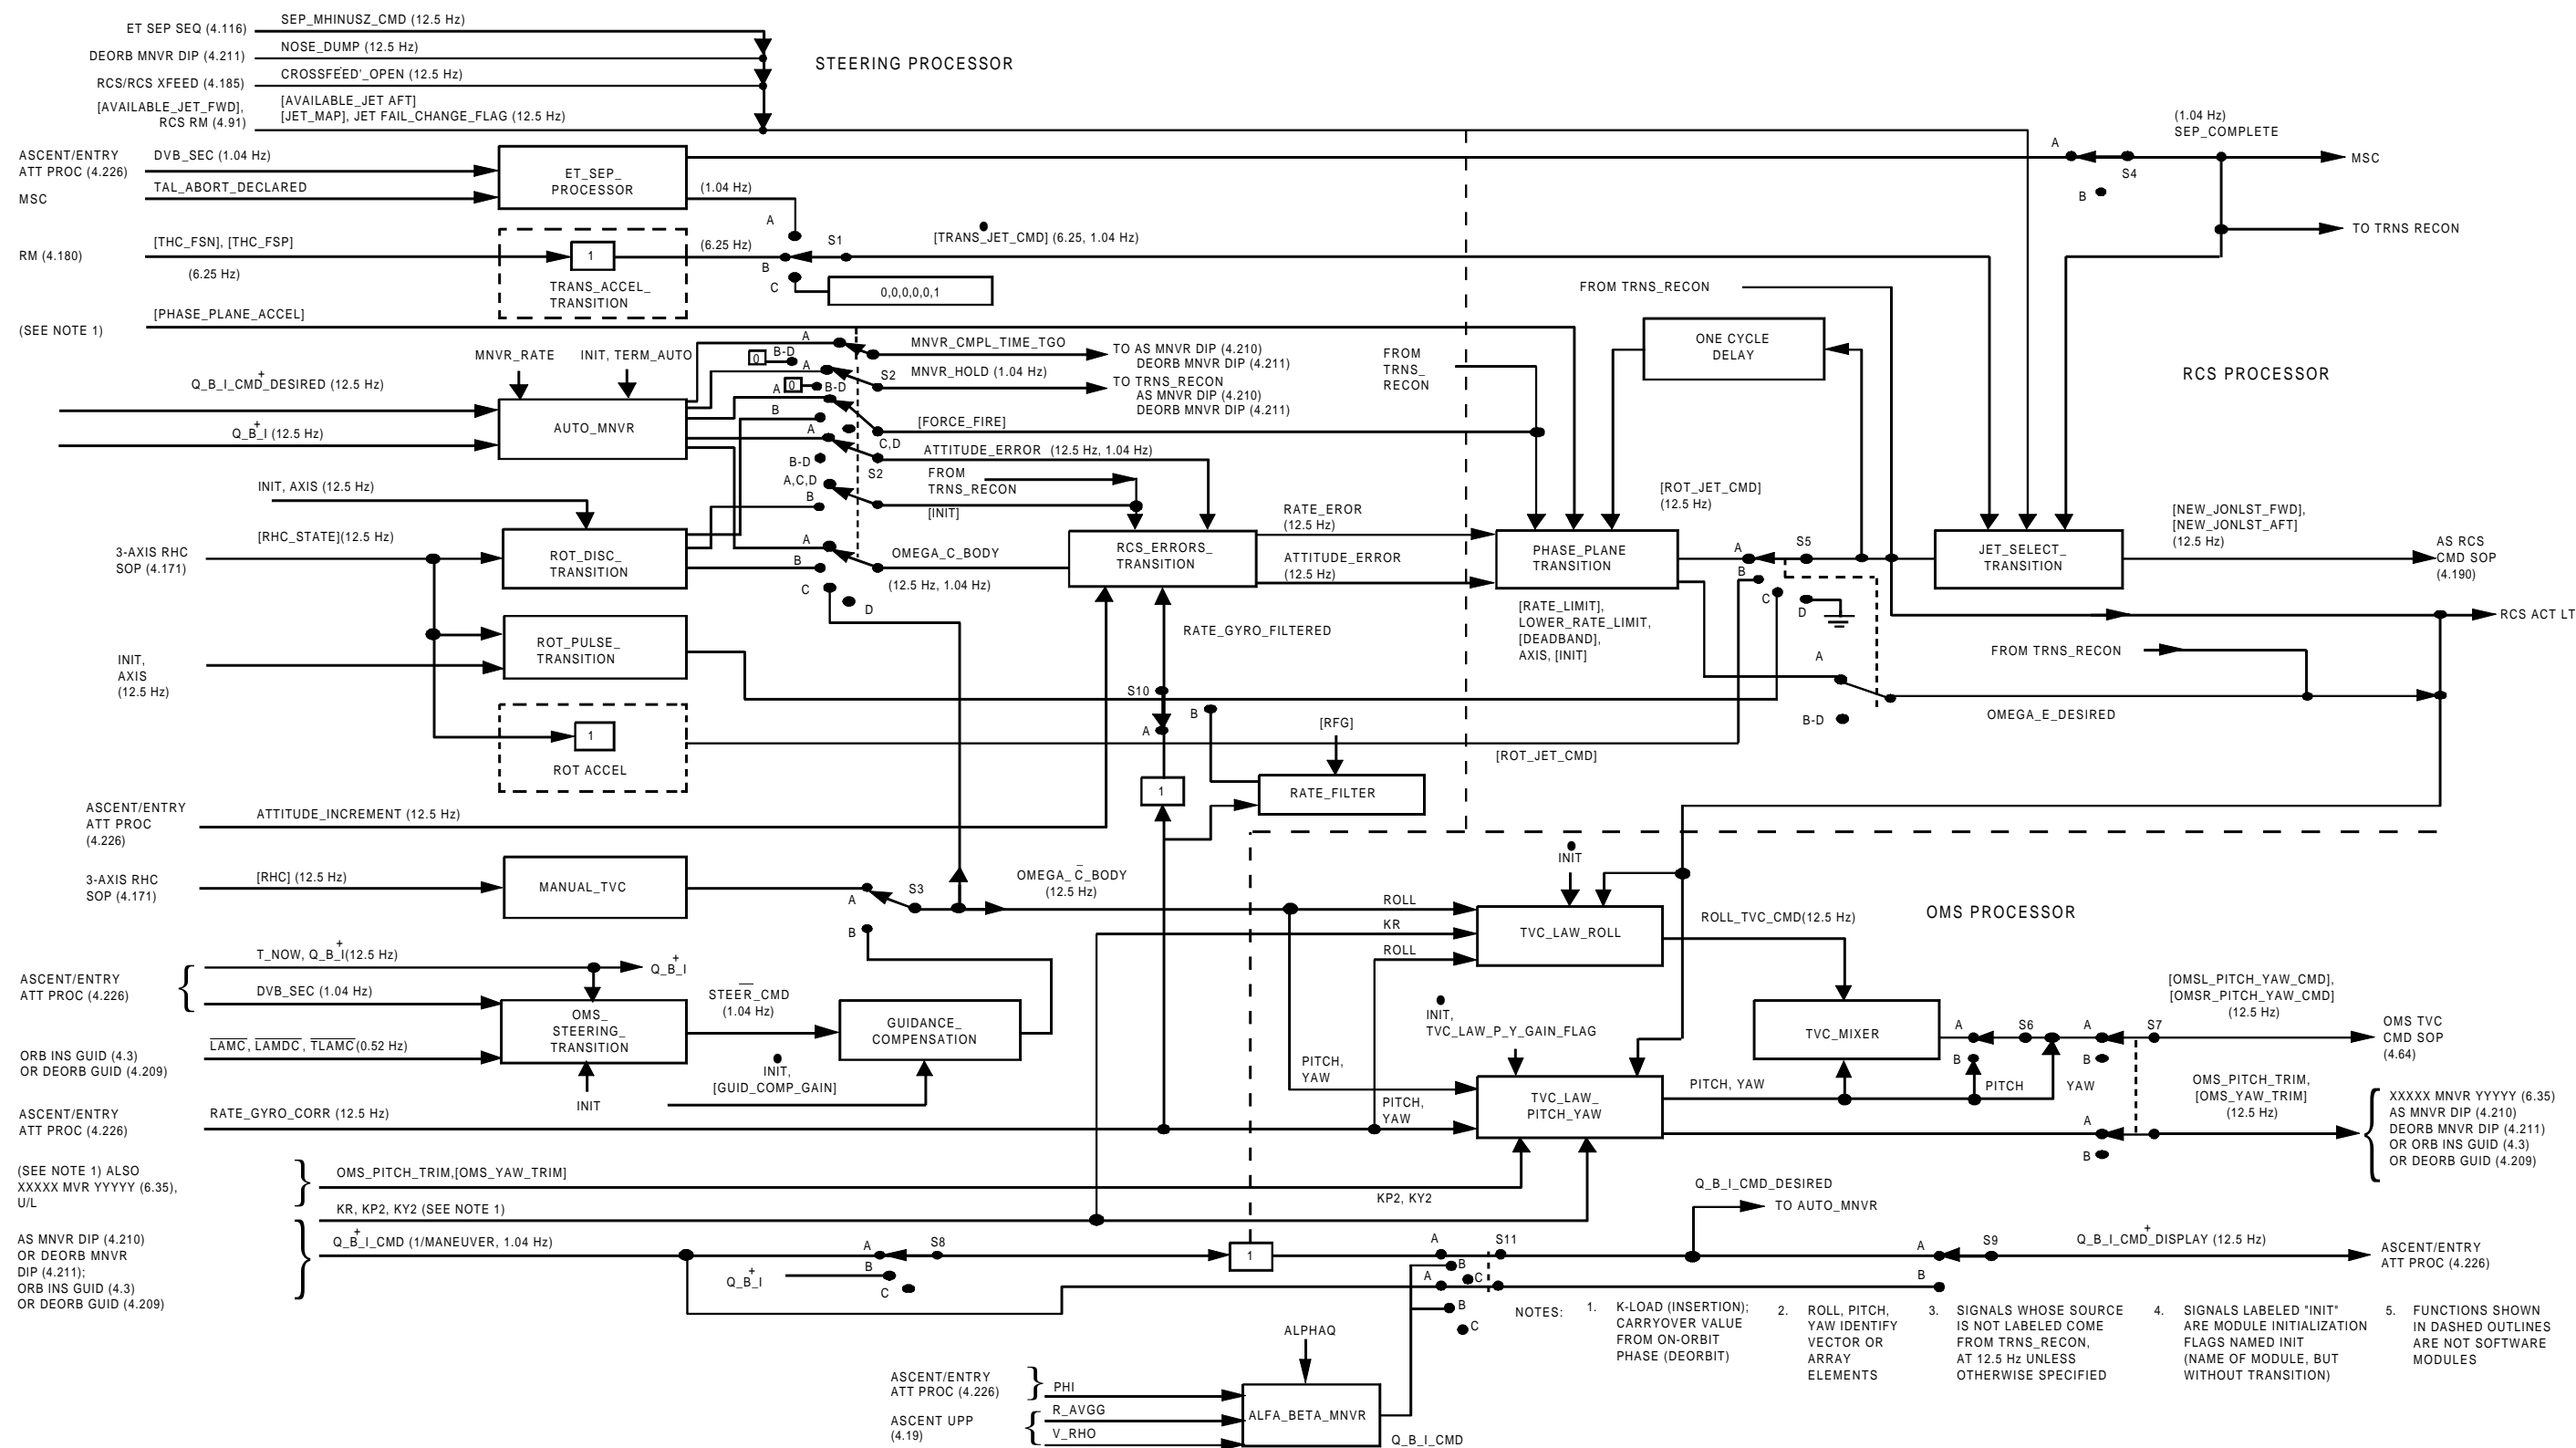 ET SEP SEQ (4.116)
SEP_MHINUSZ_CMD (12.5 Hz)
DEORB MNVR DIP (4.211)
NOSE_DUMP (12.5 Hz)
RCS/RCS XFEED (4.185)
CROSSFEED'_OPEN (12.5 Hz)
[AVAILABLE_JET_FWD],
RCS RM (4.91)
[AVAILABLE_JET AFT]
[JET_MAP], JET FAIL_CHANGE_FLAG (12.5 Hz)
STEERING PROCESSOR
ASCENT/ENTRY
ATT PROC (4.226)
DVB_SEC (1.04 Hz)
MSC
TAL_ABORT_DECLARED
ET_SEP_
PROCESSOR
(1.04 Hz)
(1.04 Hz)
SEP_COMPLETE
A
S4
B
MSC
TO TRNS RECON
RM (4.180)
[THC_FSN], [THC_FSP]
(6.25 Hz)
1
TRANS_ACCEL_
TRANSITION
(6.25 Hz)
A
S1
B
C
0,0,0,0,0,1
[TRANS_JET_CMD] (6.25, 1.04 Hz)
FROM TRNS_RECON
(SEE NOTE 1)
[PHASE_PLANE_ACCEL]
MNVR_RATE
INIT, TERM_AUTO
+
Q_B_I_CMD_DESIRED (12.5 Hz)
+
Q_B_I (12.5 Hz)
AUTO_MNVR
A
0
B-D
A
A
0
B-D
S2
B
A
C,D
B-D
S2
A,C,D
B
MNVR_CMPL_TIME_TGO
TO AS MNVR DIP (4.210)
DEORB MNVR DIP (4.211)
MNVR_HOLD (1.04 Hz)
TO TRNS_RECON
AS MNVR DIP (4.210)
DEORB MNVR DIP (4.211)
[FORCE_FIRE]
ATTITUDE_ERROR (12.5 Hz, 1.04 Hz)
FROM
TRNS_RECON
[INIT]
FROM
TRNS_
RECON
ONE CYCLE
DELAY
RCS PROCESSOR
INIT, AXIS (12.5 Hz)
3-AXIS RHC
SOP (4.171)
[RHC_STATE](12.5 Hz)
ROT_DISC_
TRANSITION
A
B
C
D
OMEGA_C_BODY
(12.5 Hz, 1.04 Hz)
RCS_ERRORS_
TRANSITION
RATE_EROR
(12.5 Hz)
ATTITUDE_ERROR
(12.5 Hz)
PHASE_PLANE
TRANSITION
[RATE_LIMIT],
LOWER_RATE_LIMIT,
[DEADBAND],
AXIS, [INIT]
[ROT_JET_CMD]
(12.5 Hz)
A
S5
B
C
D
JET_SELECT_
TRANSITION
[NEW_JONLST_FWD],
[NEW_JONLST_AFT]
(12.5 Hz)
AS RCS
CMD SOP
(4.190)
RCS ACT LT
INIT,
AXIS
(12.5 Hz)
ROT_PULSE_
TRANSITION
RATE_GYRO_FILTERED
S10
A
B
FROM TRNS_RECON
A
B-D
OMEGA_E_DESIRED
1
ROT ACCEL
[ROT_JET_CMD]
[RFG]
RATE_FILTER
1
ASCENT/ENTRY
ATT PROC
(4.226)
ATTITUDE_INCREMENT (12.5 Hz)
3-AXIS RHC
SOP (4.171)
[RHC] (12.5 Hz)
MANUAL_TVC
A
S3
B
OMEGA_C_BODY
(12.5 Hz)
INIT
ROLL
KR
ROLL
TVC_LAW_ROLL
ROLL_TVC_CMD(12.5 Hz)
OMS PROCESSOR
ASCENT/ENTRY
ATT PROC (4.226)
+
T_NOW, Q_B_I(12.5 Hz)
+
Q_B_I
DVB_SEC (1.04 Hz)
ORB INS GUID (4.3)
OR DEORB GUID (4.209)
LAMC, LAMDC, TLAMC(0.52 Hz)
OMS_
STEERING_
TRANSITION
INIT
STEER_CMD
(1.04 Hz)
GUIDANCE_
COMPENSATION
INIT,
[GUID_COMP_GAIN]
INIT,
TVC_LAW_P_Y_GAIN_FLAG
PITCH,
YAW
PITCH,
YAW
TVC_LAW_
PITCH_YAW
PITCH, YAW
TVC_MIXER
A
S6
B
PITCH
YAW
A
S7
B
[OMSL_PITCH_YAW_CMD],
[OMSR_PITCH_YAW_CMD]
(12.5 Hz)
OMS TVC
CMD SOP
(4.64)
OMS_PITCH_TRIM,
[OMS_YAW_TRIM]
(12.5 Hz)
A
B
XXXXX MNVR YYYYY (6.35)
AS MNVR DIP (4.210)
DEORB MNVR DIP (4.211)
OR ORB INS GUID (4.3)
OR DEORB GUID (4.209)
ASCENT/ENTRY
ATT PROC (4.226)
RATE_GYRO_CORR (12.5 Hz)
(SEE NOTE 1) ALSO
XXXXX MVR YYYYY (6.35),
U/L
OMS_PITCH_TRIM,[OMS_YAW_TRIM]
KP2, KY2
KR, KP2, KY2 (SEE NOTE 1)
AS MNVR DIP (4.210)
OR DEORB MNVR
DIP (4.211);
ORB INS GUID (4.3)
OR DEORB GUID (4.209)
+
Q_B_I_CMD (1/MANEUVER, 1.04 Hz)
A
S8
B
C
+
Q_B_I
1
A
S11
B
C
A
B
C
Q_B_I_CMD_DESIRED
TO AUTO_MNVR
A
S9
B
+
Q_B_I_CMD_DISPLAY (12.5 Hz)
ASCENT/ENTRY
ATT PROC (4.226)
ALPHAQ
ASCENT/ENTRY
ATT PROC (4.226)
PHI
ASCENT UPP
(4.19)
R_AVGG
V_RHO
ALFA_BETA_MNVR
Q_B_I_CMD
NOTES:
1. K-LOAD (INSERTION);
CARRYOVER VALUE
FROM ON-ORBIT
PHASE (DEORBIT)
2. ROLL, PITCH,
YAW IDENTIFY
VECTOR OR
ARRAY
ELEMENTS
3. SIGNALS WHOSE SOURCE
IS NOT LABELED COME
FROM TRNS_RECON,
AT 12.5 Hz UNLESS
OTHERWISE SPECIFIED
4. SIGNALS LABELED "INIT"
ARE MODULE INITIALIZATION
FLAGS NAMED INIT
(NAME OF MODULE, BUT
WITHOUT TRANSITION)
5. FUNCTIONS SHOWN
IN DASHED OUTLINES
ARE NOT SOFTWARE
MODULES